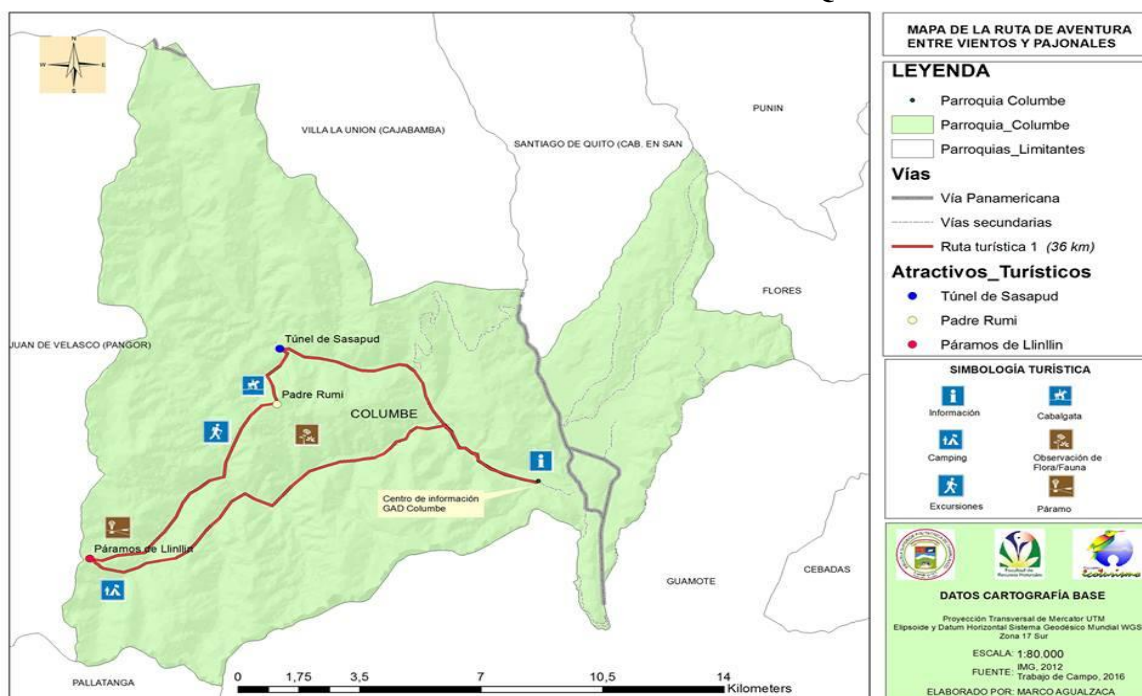 N
W
E
S
VILLA LA UNION (CAJABAMBA)
SANTIAGO DE QUITO (CAB. EN SAN
PUNIN
FLORES
JUAN DE VELASCO (PANGOR)
Túnel de Sasapud
Padre Rumi
COLUMBE
Centro de información
GAD Columbe
Páramos de Llinllin
GUAMOTE
CEBADAS
PALLATANGA
0 1,75 3,5 7 10,5 14
Kilometers
MAPA DE LA RUTA DE AVENTURA
ENTRE VIENTOS Y PAJONALES
LEYENDA
Parroquia Columbe
Parroquia_Columbe
Parroquias_Limitantes
Vías
Vía Panamericana
Vías secundarias
Ruta turística 1 (36 km)
Atractivos_Turísticos
Túnel de Sasapud
Padre Rumi
Páramos de Llinllin
SIMBOLOGÍA TURÍSTICA
Información
Cabalgata
Camping
Observación de
Flora/Fauna
Excursiones
Páramo
Facultad de
Recursos Naturales
ecoturismo
DATOS CARTOGRAFÍA BASE
Proyección Transversal de Mercator UTM
Elipsoide y Datum Horizontal Sistema Geodésico Mundial WGS
Zona 17 Sur
ESCALA: 1:80.000
FUENTE: IMG, 2012
Trabajo de Campo, 2016
ELABORADO POR: MARCO AGUALZACA